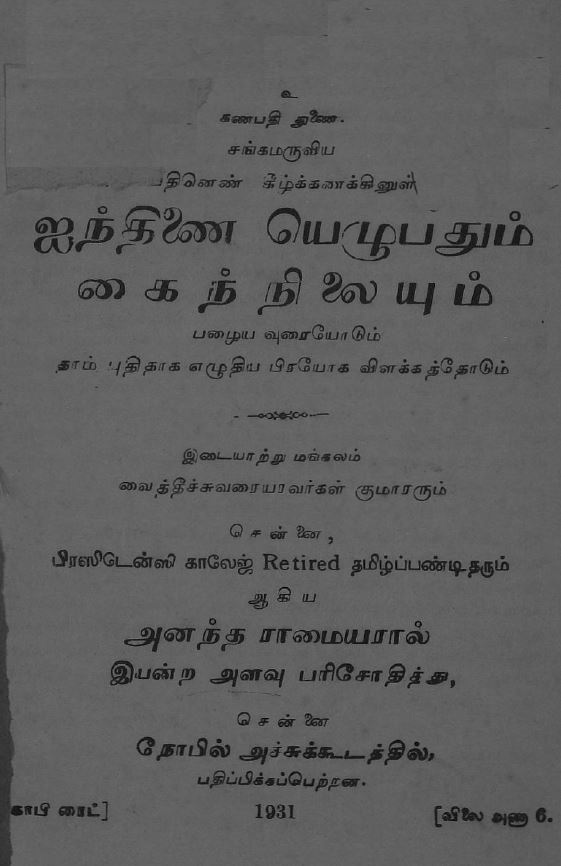 உ
கணபதி துணை.
சங்கமருவிய
பதினெண் கீழ்க்கணக்கினுள்
ஐந்திணை யெழுபதும்
கைந்நிலையும்
பழைய வுரையோடும்
தாம் புதிதாக எழுதிய பிரயோக விளக்கத்தோடும்
இடையாற்று மங்கலம்
வைத்தீச்சுவரையரவர்கள் குமாரரும்
சென்னை,
பிரஸிடென்ஸி காலேஜ் Retired தமிழ்ப்பண்டிதரும்
ஆகிய
அனந்த ராமையரால்
இயன்ற அளவு பரிசோதித்து,
சென்னை
நோபில் அச்சுக்கூடத்தில்,
பதிப்பிக்கப்பெற்றன.
காபி ரைட்] 1931 [விலை அணா 6.